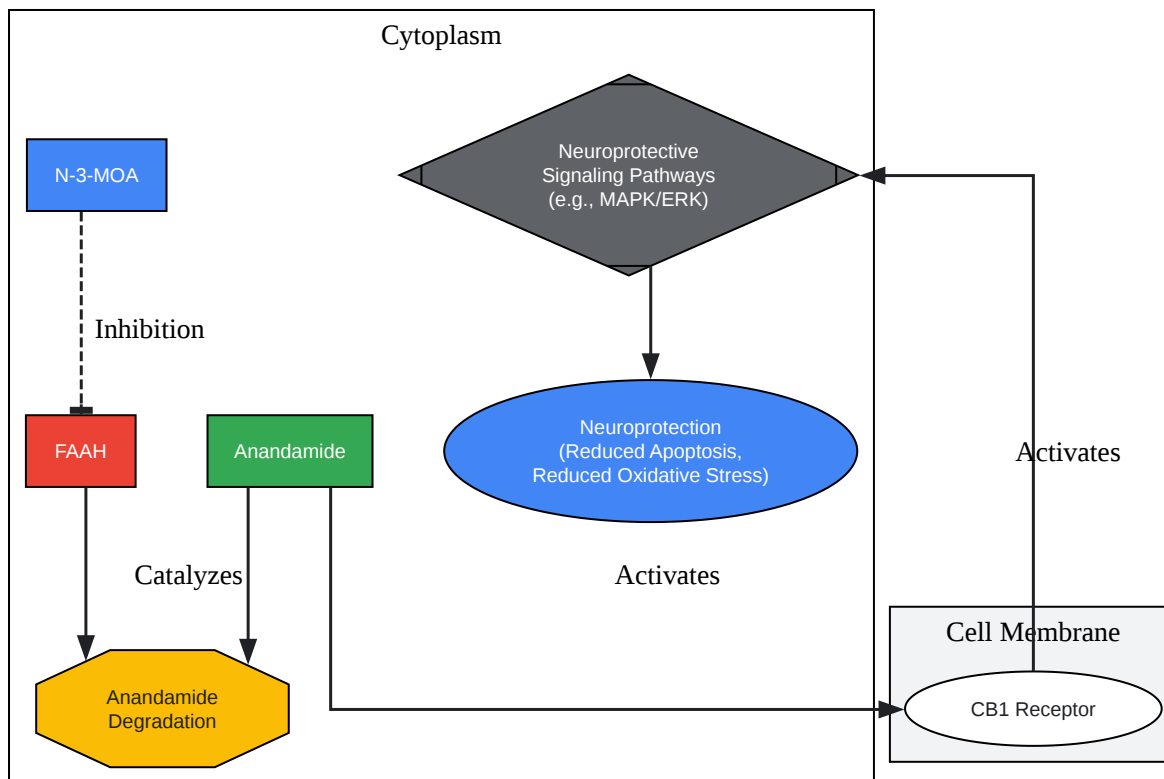 Cytoplasm
N-3-MOA
Neuroprotective
Signaling Pathways
(e.g., MAPK/ERK)
Inhibition
FAAH
Anandamide
Neuroprotection
(Reduced Apoptosis,
Reduced Oxidative Stress)
Activates
Catalyzes
Activates
Cell Membrane
Anandamide
Degradation
CB1 Receptor